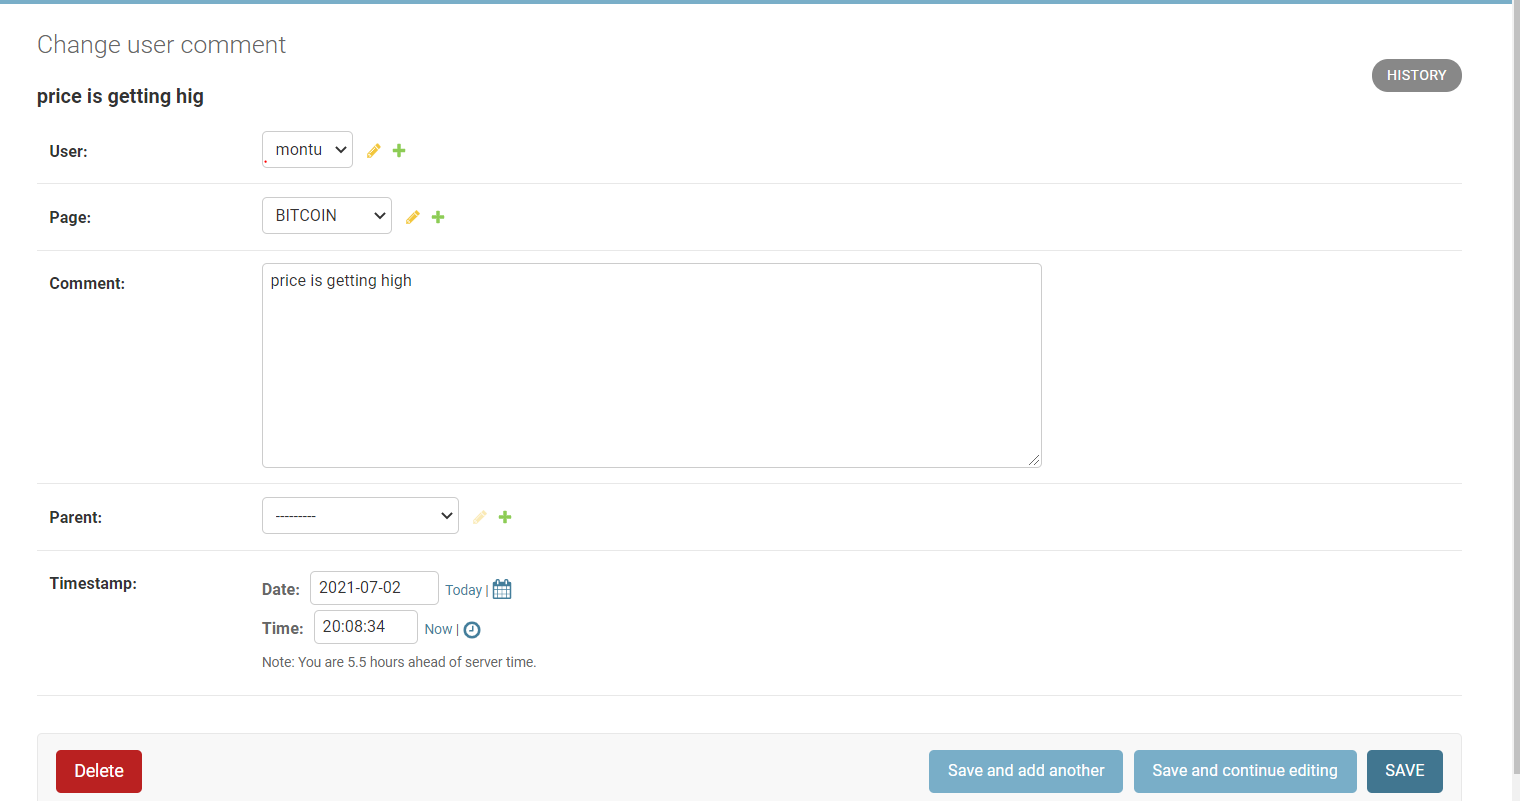 Change user comment
HISTORY
price is getting hig
User: montu
Page: BITCOIN
Comment: price is getting high
Parent: ---------
Timestamp: Date: 2021-07-02 Today |
Time: 20:08:34 Now |
Note: You are 5.5 hours ahead of server time.
Delete Save and add another Save and continue editing SAVE